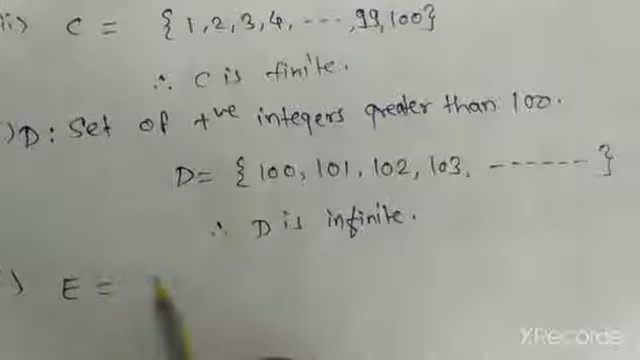 ii) C = {1, 2, 3, 4, ----, 99, 100}
∴ C is finite.
) D : Set of +ve integers greater than 100.
D = {100, 101, 102, 103, ------}
∴ D is infinite.
) E =
XRecorder